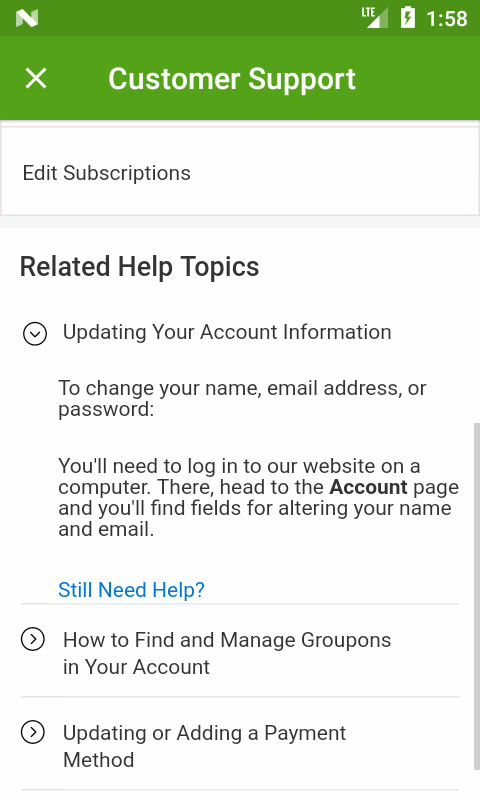 LTE 1:58
Customer Support
Edit Subscriptions
Related Help Topics
Updating Your Account Information
To change your name, email address, or
password:
You'll need to log in to our website on a
computer. There, head to the Account page
and you'll find fields for altering your name
and email.
Still Need Help?
How to Find and Manage Groupons
in Your Account
Updating or Adding a Payment
Method